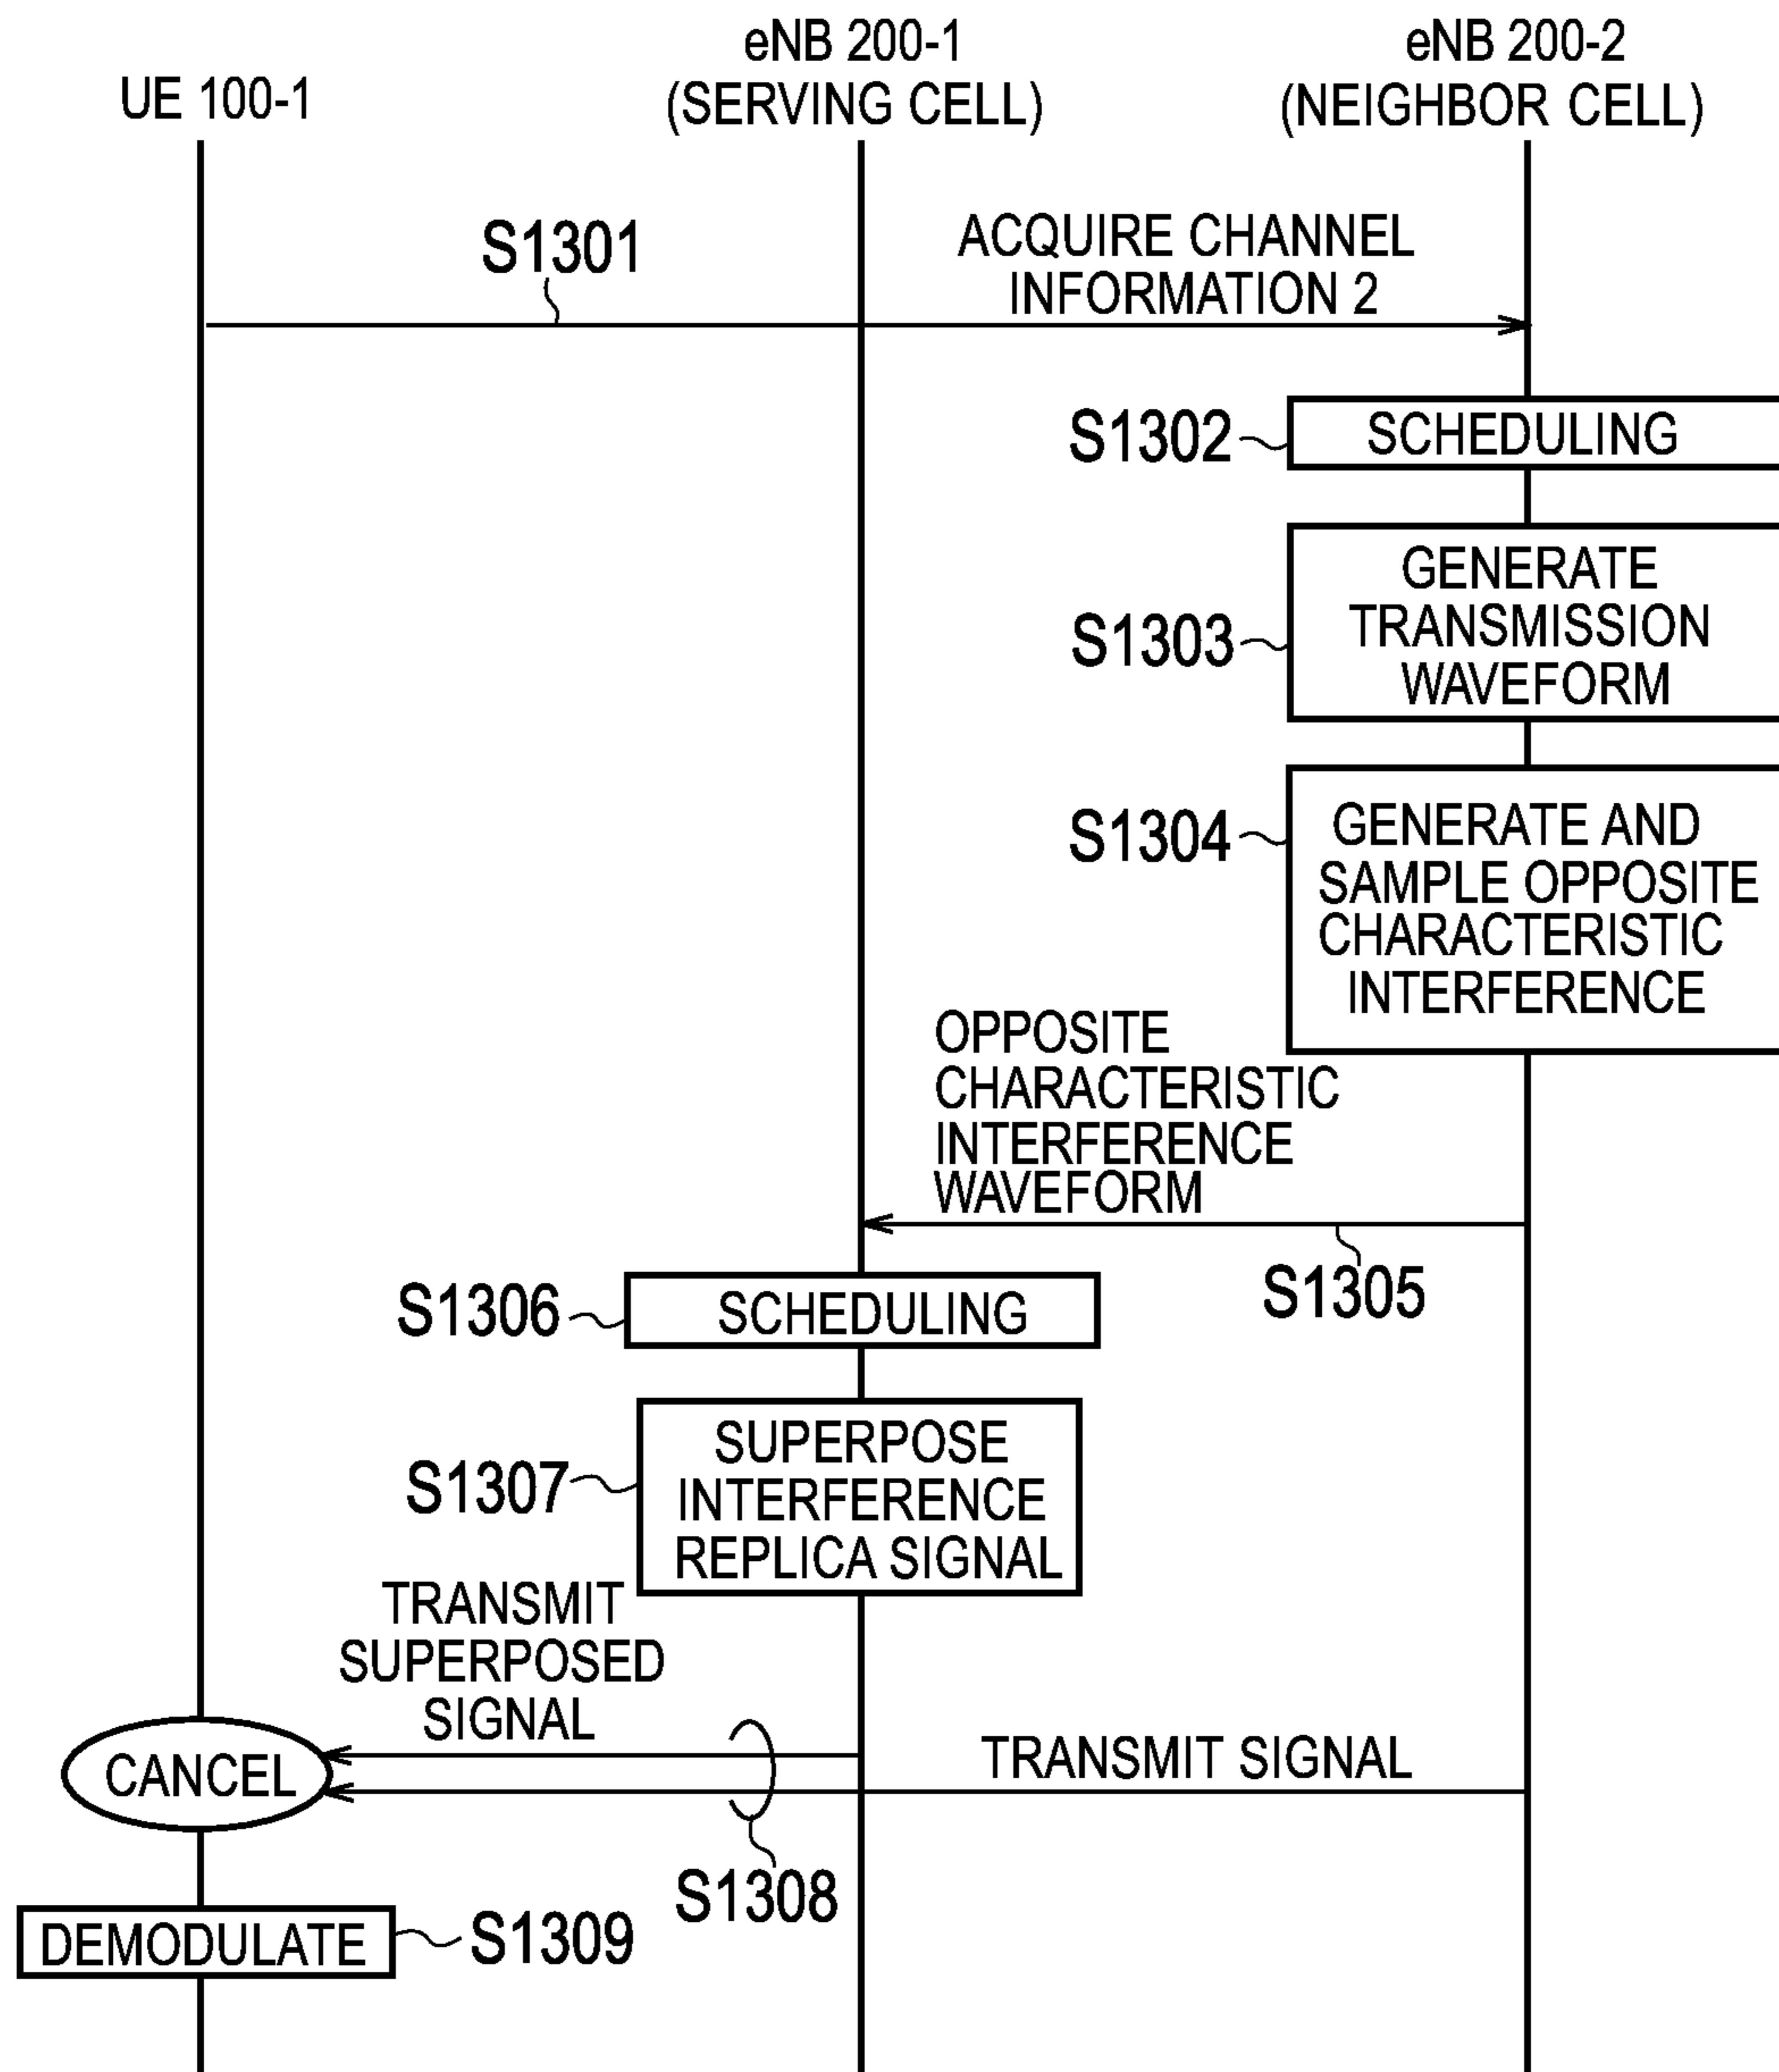 UE 100-1
eNB 200-1
(SERVING CELL)
eNB 200-2
(NEIGHBOR CELL)
S1301
ACQUIRE CHANNEL
INFORMATION 2
S1302
SCHEDULING
S1303
GENERATE
TRANSMISSION
WAVEFORM
S1304
GENERATE AND
SAMPLE OPPOSITE
CHARACTERISTIC
INTERFERENCE
OPPOSITE
CHARACTERISTIC
INTERFERENCE
WAVEFORM
S1305
S1306
SCHEDULING
S1307
SUPERPOSE
INTERFERENCE
REPLICA SIGNAL
TRANSMIT
SUPERPOSED
SIGNAL
TRANSMIT SIGNAL
CANCEL
S1308
DEMODULATE
S1309